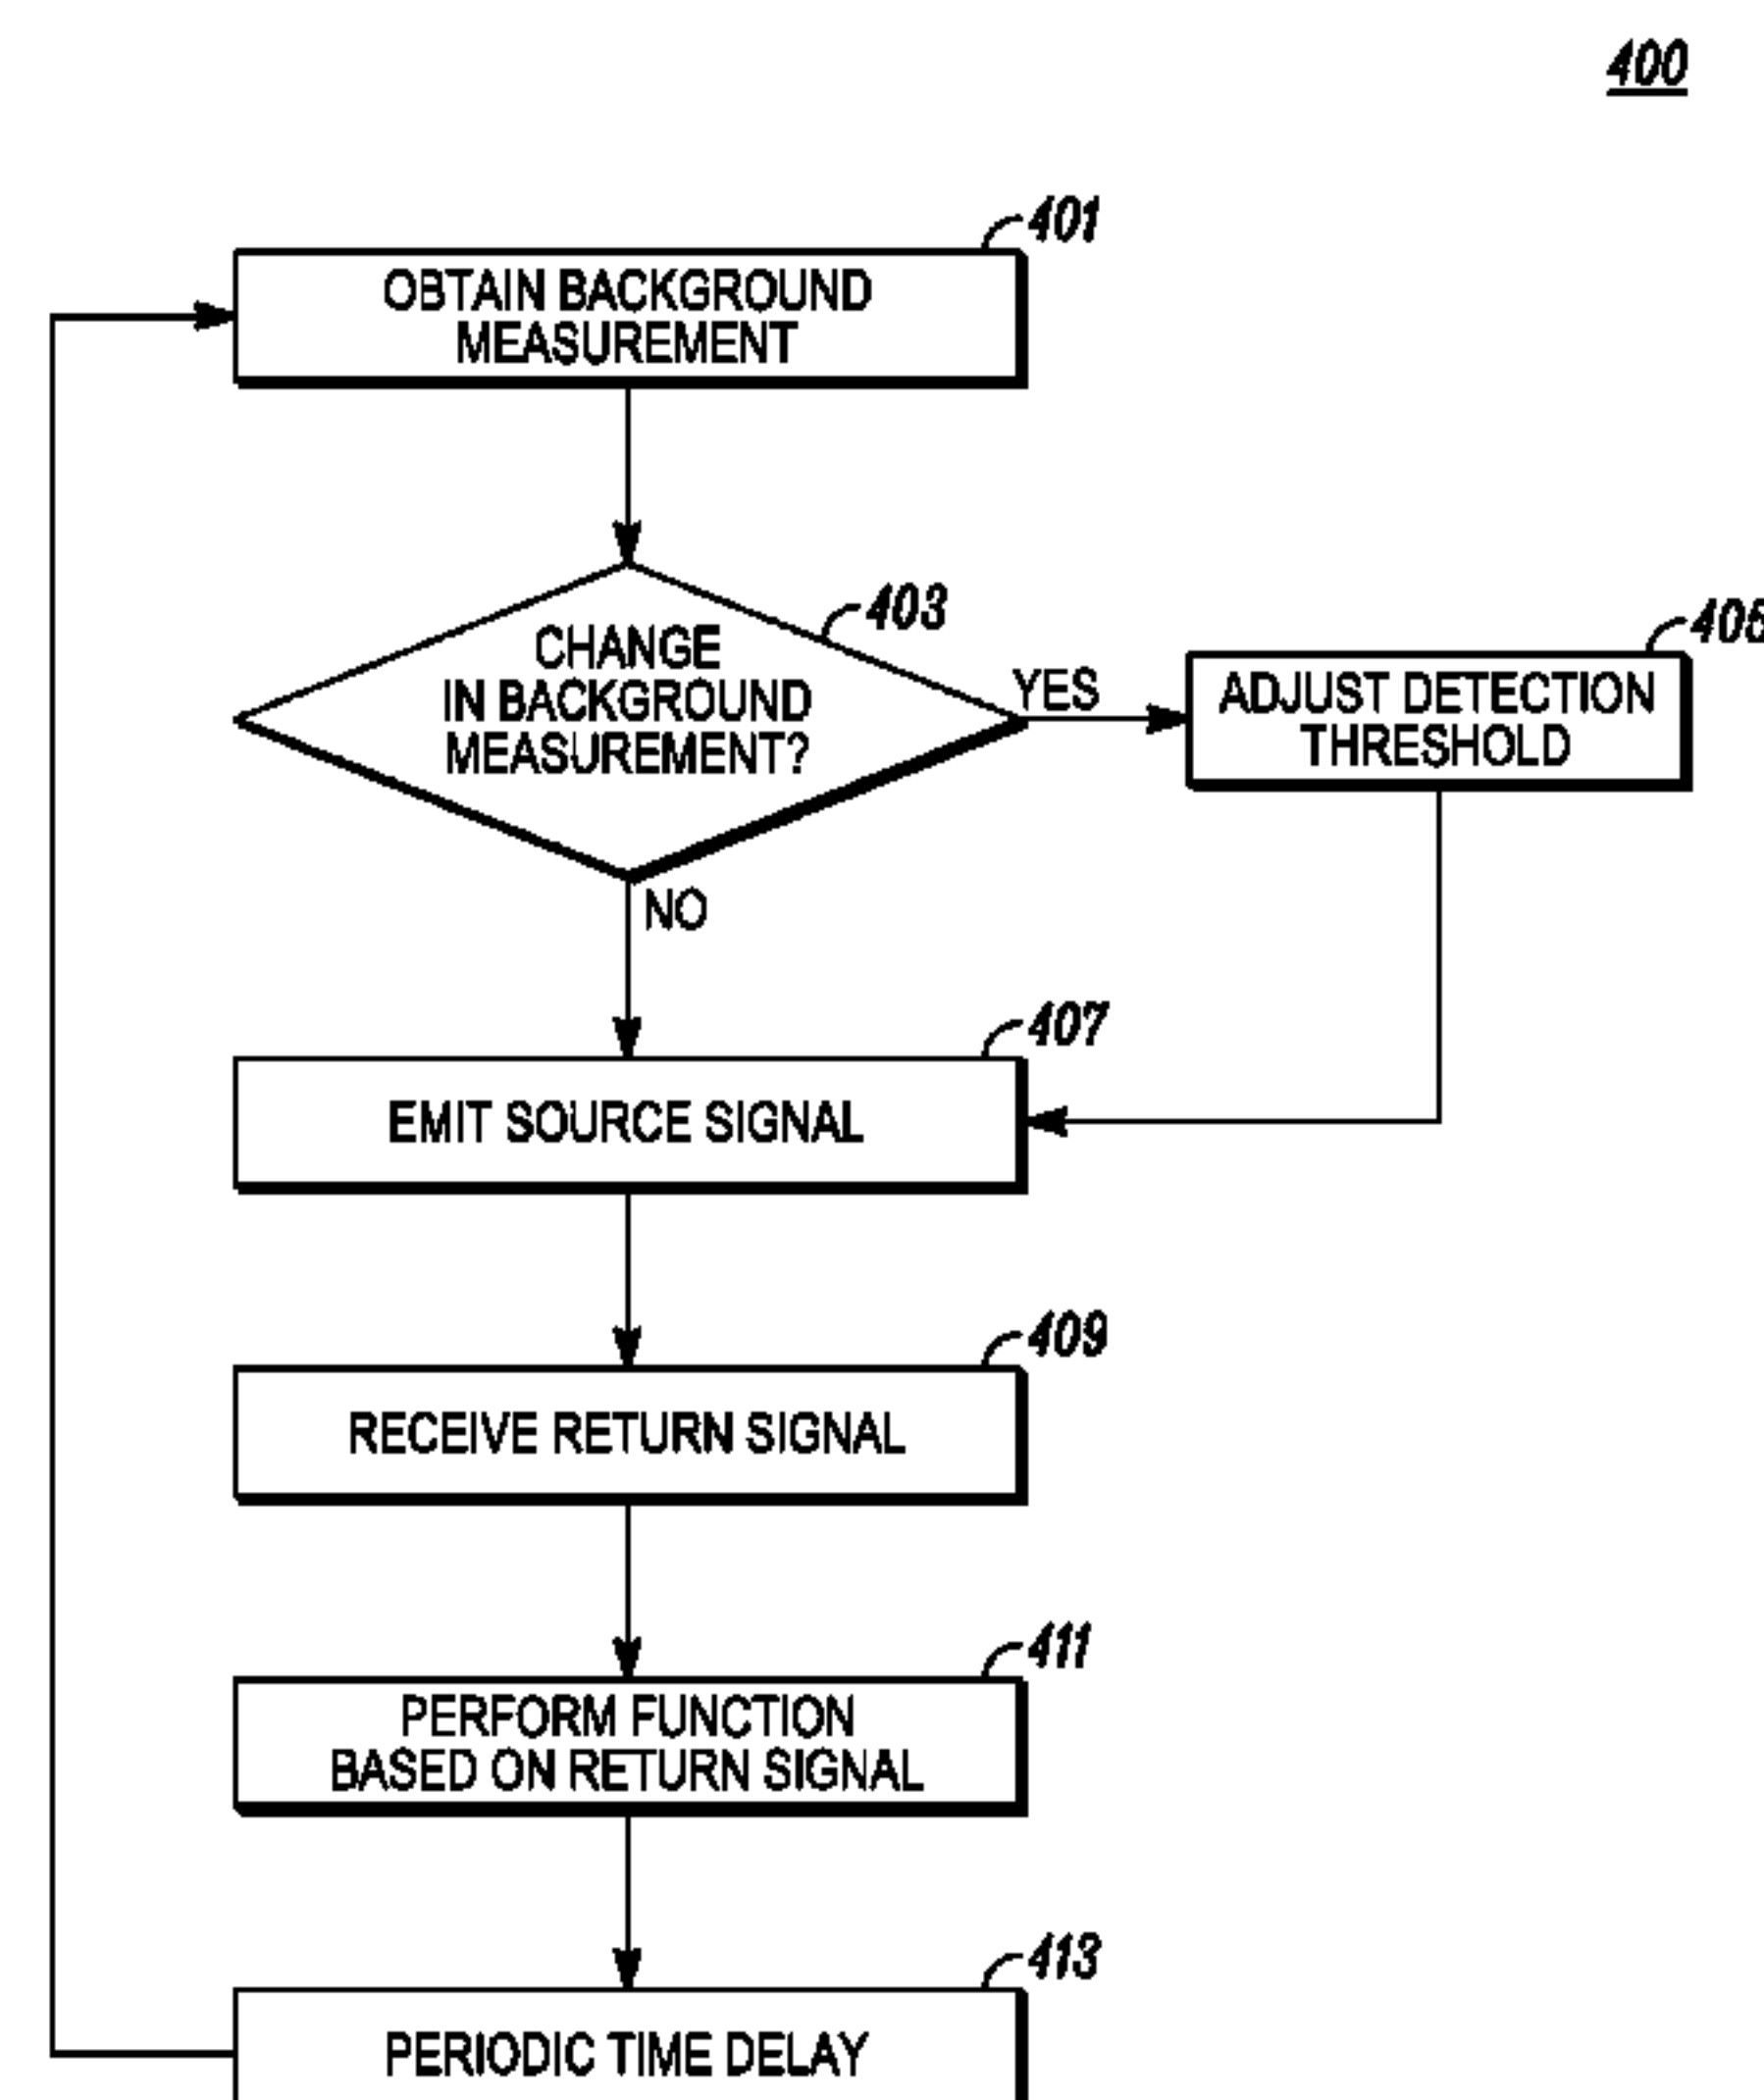 400
401
OBTAIN BACKGROUND
MEASUREMENT
403
CHANGE
IN BACKGROUND
MEASUREMENT?
YES
ADJUST DETECTION
THRESHOLD
NO
407
EMIT SOURCE SIGNAL
409
RECEIVE RETURN SIGNAL
411
PERFORM FUNCTION
BASED ON RETURN SIGNAL
413
PERIODIC TIME DELAY